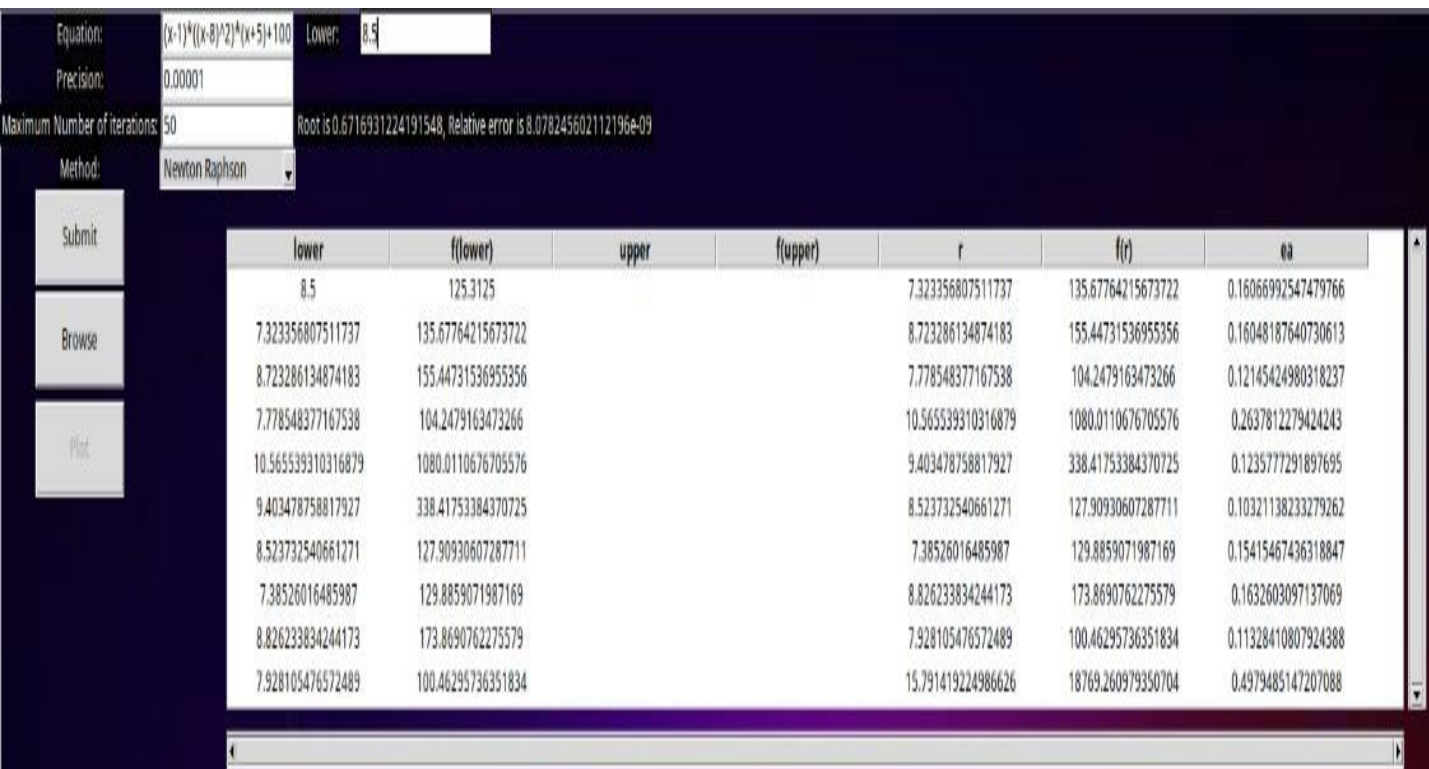 Equation: (x-1)*((x-8)^2)*(x+5)+100 Lower: 8.5
Precision: 0.00001
Maximum Number of iterations: 50 Root is 0.6716931224191548, Relative error is 8.078245602112196e-09
Method: Newton Raphson
Submit
Browse
Plot
lower f(lower) upper f(upper) r f(r) ea
8.5 125.3125 7.323356807511737 135.67764215673722 0.16066992547479766
7.323356807511737 135.67764215673722 8.723286134874183 155.44731536955356 0.16048187640730613
8.723286134874183 155.44731536955356 7.778548377167538 104.2479163473266 0.12145424980318237
7.778548377167538 104.2479163473266 10.565539310316879 1080.0110676705576 0.2637812279424243
10.565539310316879 1080.0110676705576 9.403478758817927 338.41753384370725 0.1235777291897695
9.403478758817927 338.41753384370725 8.523732540661271 127.90930607287711 0.10321138233279262
8.523732540661271 127.90930607287711 7.38526016485987 129.8859071987169 0.15415467436318847
7.38526016485987 129.8859071987169 8.826233834244173 173.8690762275579 0.1632603097137069
8.826233834244173 173.8690762275579 7.928105476572489 100.46295736351834 0.11328410807924388
7.928105476572489 100.46295736351834 15.791419224986626 18769.260979350704 0.4979485147207088